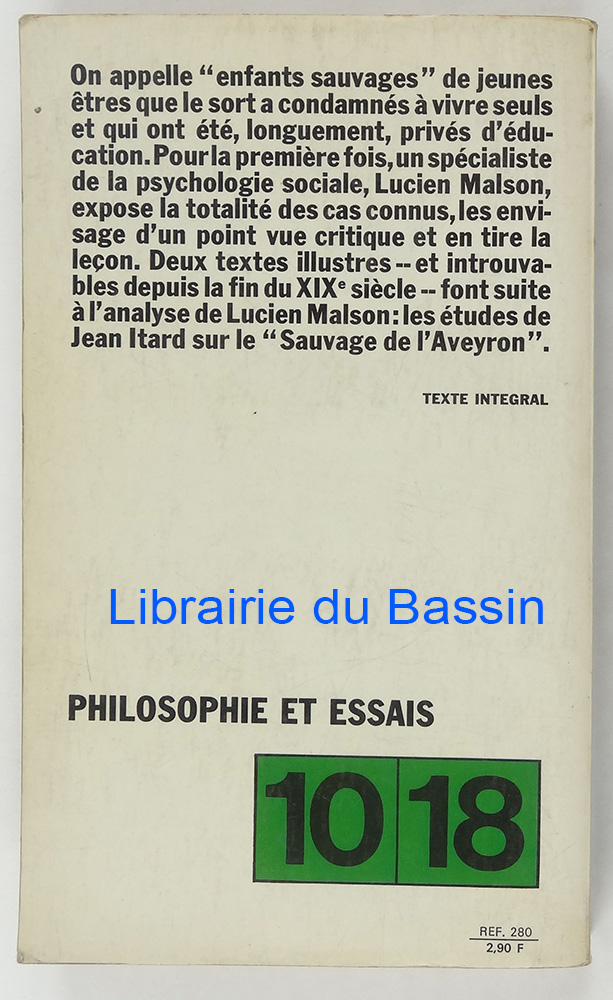 On appelle “enfants sauvages” de jeunes
êtres que le sort a condamnés à vivre seuls
et qui ont été, longuement, privés d’édu-
cation. Pour la première fois, un spécialiste
de la psychologie sociale, Lucien Malson,
expose la totalité des cas connus, les envi-
sage d’un point vue critique et en tire la
leçon. Deux textes illustres -- et introuva-
bles depuis la fin du XIXe siècle -- font suite
à l’analyse de Lucien Malson: les études de
Jean Itard sur le “Sauvage de l’Aveyron”.
TEXTE INTEGRAL
Librairie du Bassin
PHILOSOPHIE ET ESSAIS
10 18
REF. 280
2,90 F